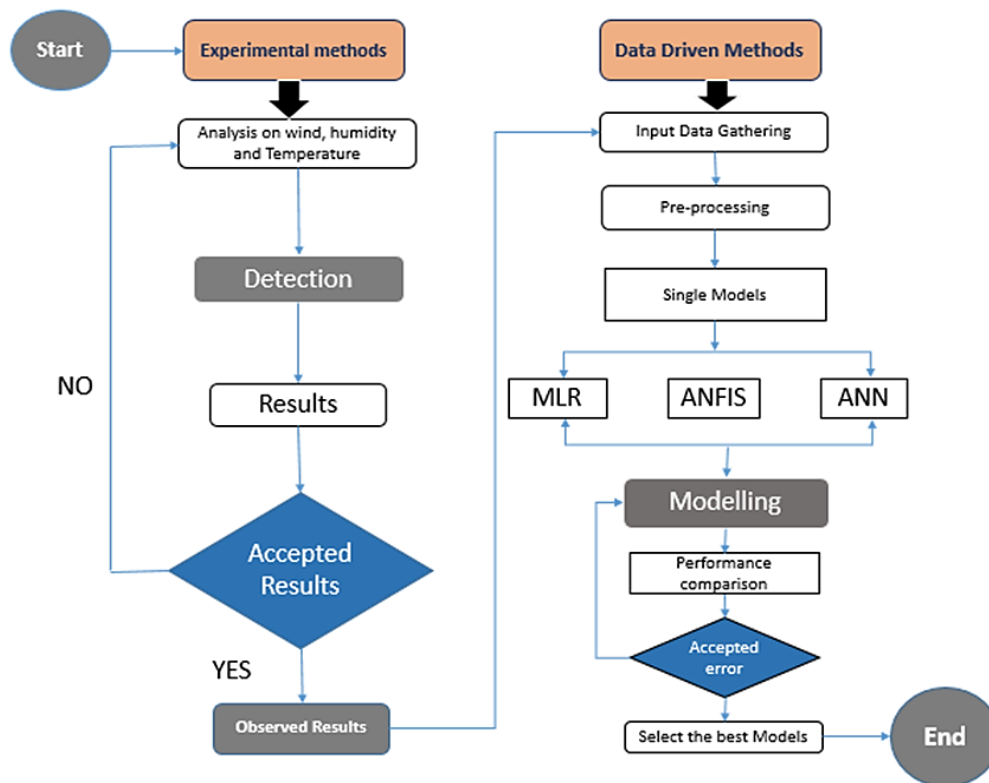 Start
Experimental methods
Analysis on wind, humidity
and Temperature
Detection
Results
NO
Accepted
Results
YES
Observed Results
Data Driven Methods
Input Data Gathering
Pre-processing
Single Models
MLR
ANFIS
ANN
Modelling
Performance
comparison
Accepted
error
Select the best Models
End